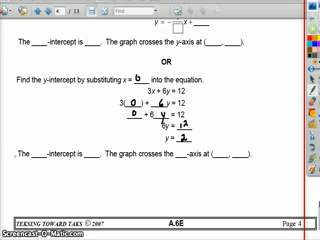 4 / 13
Find
y = - x + ____
The ____-intercept is ____. The graph crosses the y-axis at (____, ____).
OR
Find the y-intercept by substituting x = 0 into the equation.
3x + 6y = 12
3( 0 ) + 6 y = 12
0 + 6 y = 12
6y = 12
y = 2
The ____-intercept is ____. The graph crosses the ___-axis at (____, ____).
TEKSING TOWARD TAKS © 2007 A.6E Page 4
Screencast-O-Matic.com